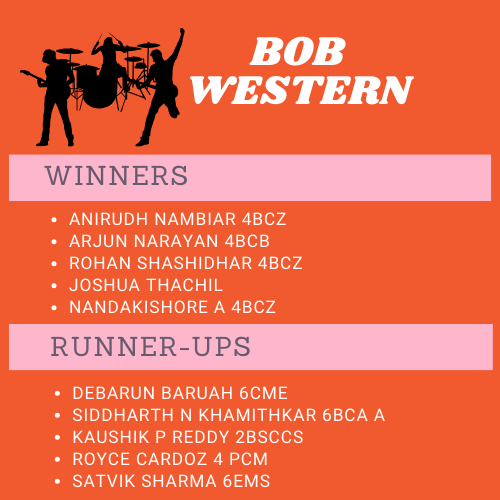 BOB
WESTERN
WINNERS
• ANIRUDH NAMBIAR 4BCZ
• ARJUN NARAYAN 4BCB
• ROHAN SHASHIDHAR 4BCZ
• JOSHUA THACHIL
• NANDAKISHORE A 4BCZ
RUNNER-UPS
• DEBARUN BARUAH 6CME
• SIDDHARTH N KHAMITHKAR 6BCA A
• KAUSHIK P REDDY 2BSCCS
• ROYCE CARDOZ 4 PCM
• SATVIK SHARMA 6EMS